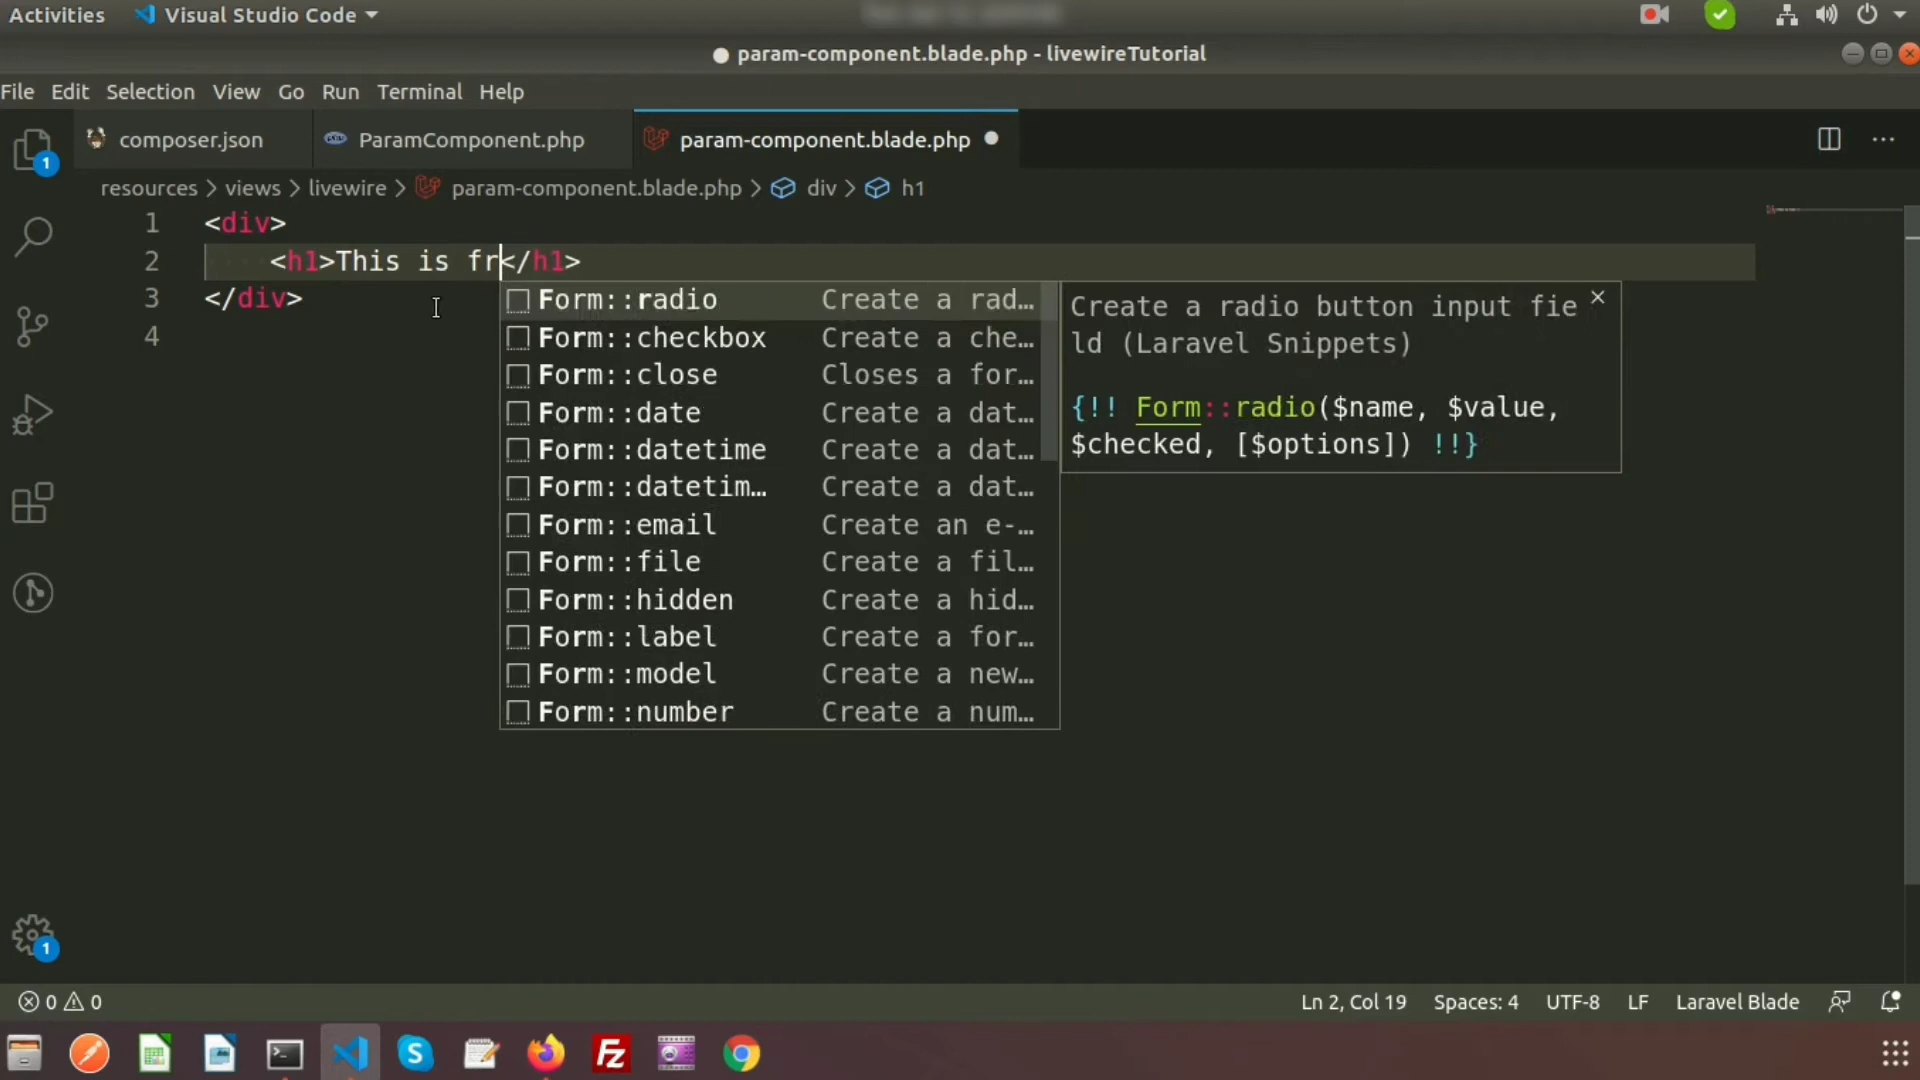 Activities Visual Studio Code
param-component.blade.php - livewireTutorial
File Edit Selection View Go Run Terminal Help
composer.json ParamComponent.php param-component.blade.php
resources > views > livewire > param-component.blade.php > div > h1
1 <div>
2 <h1>This is fr</h1>
3 </div>
4
Form::radio Create a rad…
Form::checkbox Create a che…
Form::close Closes a for…
Form::date Create a dat…
Form::datetime Create a dat…
Form::datetim… Create a dat…
Form::email Create an e-…
Form::file Create a fil…
Form::hidden Create a hid…
Form::label Create a for…
Form::model Create a new…
Form::number Create a num…
Create a radio button input fie
ld (Laravel Snippets)
{!! Form::radio($name, $value,
$checked, [$options]) !!}
1
1
0 0 Ln 2, Col 19 Spaces: 4 UTF-8 LF Laravel Blade
Fz